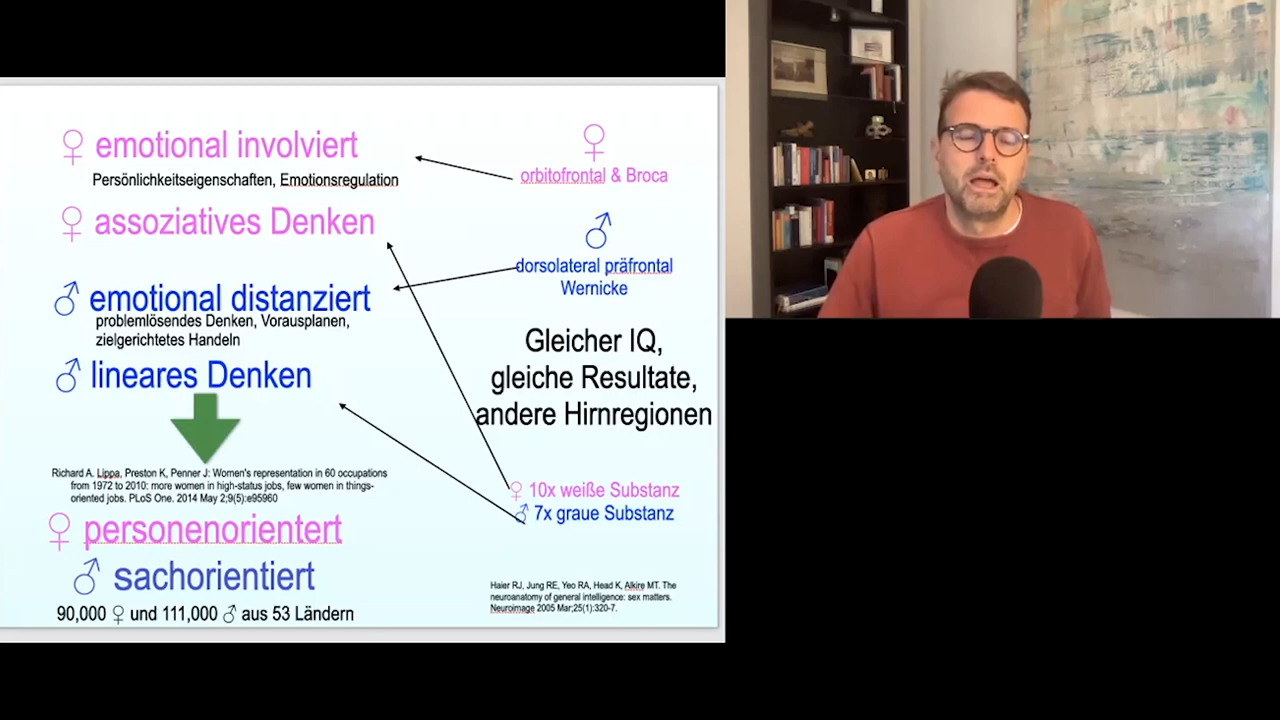 ♀ emotional involviert
Persönlichkeitseigenschaften, Emotionsregulation
♀ assoziatives Denken
♂ emotional distanziert
problemlösendes Denken, Vorausplanen,
zielgerichtetes Handeln
♂ lineares Denken
Richard A. Lippa, Preston K, Penner J: Women's representation in 60 occupations
from 1972 to 2010: more women in high-status jobs, few women in things-
oriented jobs. PLoS One. 2014 May 2;9(5):e95960
♀ personenorientiert
♂ sachorientiert
90,000 ♀ und 111,000 ♂ aus 53 Ländern
♀
orbitofrontal & Broca
♂
dorsolateral präfrontal
Wernicke
Gleicher IQ,
gleiche Resultate,
andere Hirnregionen
♀ 10x weiße Substanz
♂ 7x graue Substanz
Haier RJ, Jung RE, Yeo RA, Head K, Alkire MT. The
neuroanatomy of general intelligence: sex matters.
Neuroimage 2005 Mar;25(1):320-7.